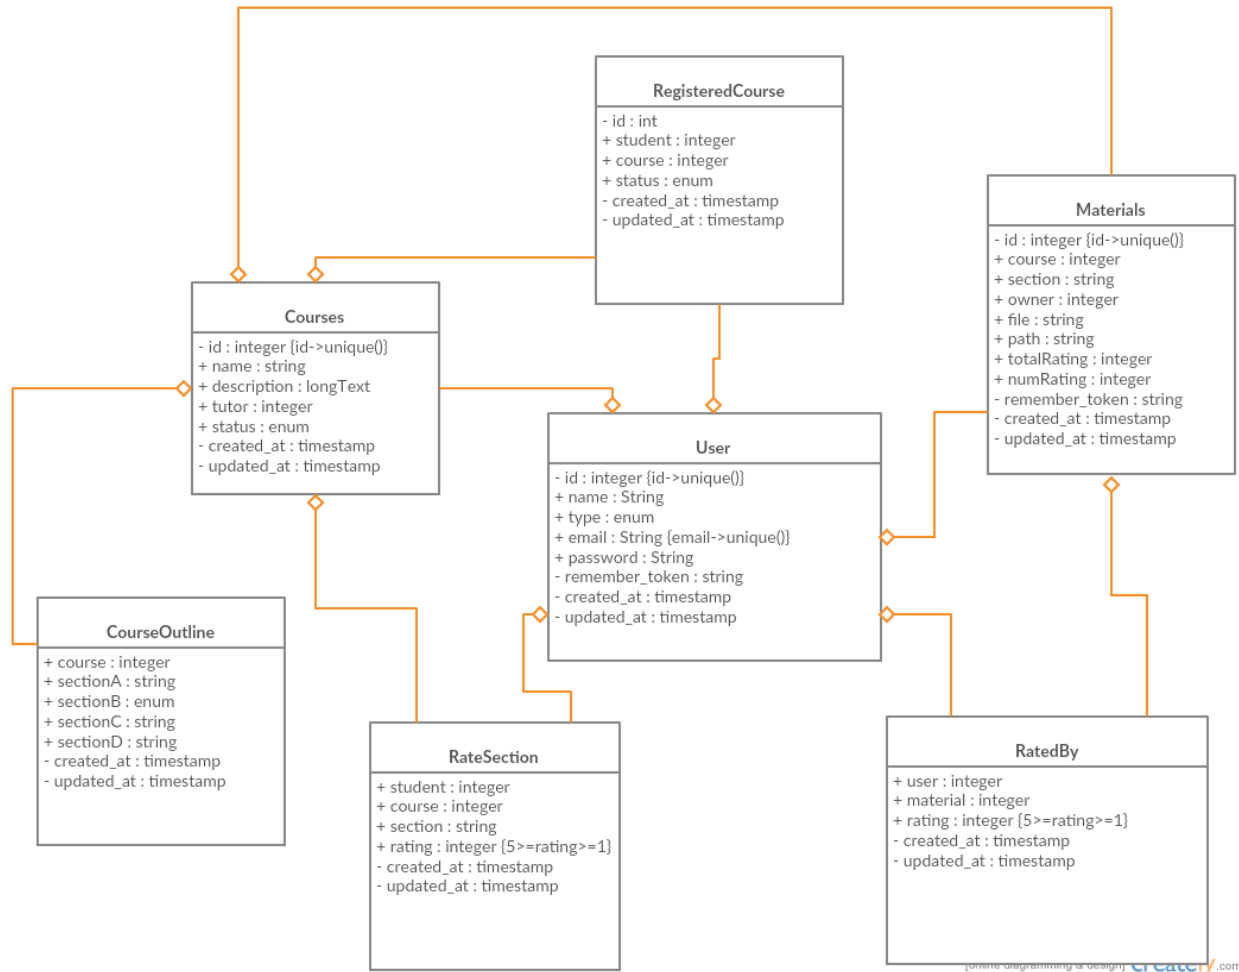 RegisteredCourse
- id : int
+ student : integer
+ course : integer
+ status : enum
- created_at : timestamp
- updated_at : timestamp
Materials
- id : integer {id->unique()}
+ course : integer
+ section : string
+ owner : integer
+ file : string
+ path : string
+ totalRating : integer
+ numRating : integer
- remember_token : string
- created_at : timestamp
- updated_at : timestamp
Courses
- id : integer {id->unique()}
+ name : string
+ description : longText
+ tutor : integer
+ status : enum
- created_at : timestamp
- updated_at : timestamp
User
- id : integer {id->unique()}
+ name : String
+ type : enum
+ email : String {email->unique()}
+ password : String
- remember_token : string
- created_at : timestamp
- updated_at : timestamp
CourseOutline
+ course : integer
+ sectionA : string
+ sectionB : enum
+ sectionC : string
+ sectionD : string
- created_at : timestamp
- updated_at : timestamp
RateSection
+ student : integer
+ course : integer
+ section : string
+ rating : integer {5>=rating>=1}
- created_at : timestamp
- updated_at : timestamp
RatedBy
+ user : integer
+ material : integer
+ rating : integer {5>=rating>=1}
- created_at : timestamp
- updated_at : timestamp
[online diagramming & design] creately.com